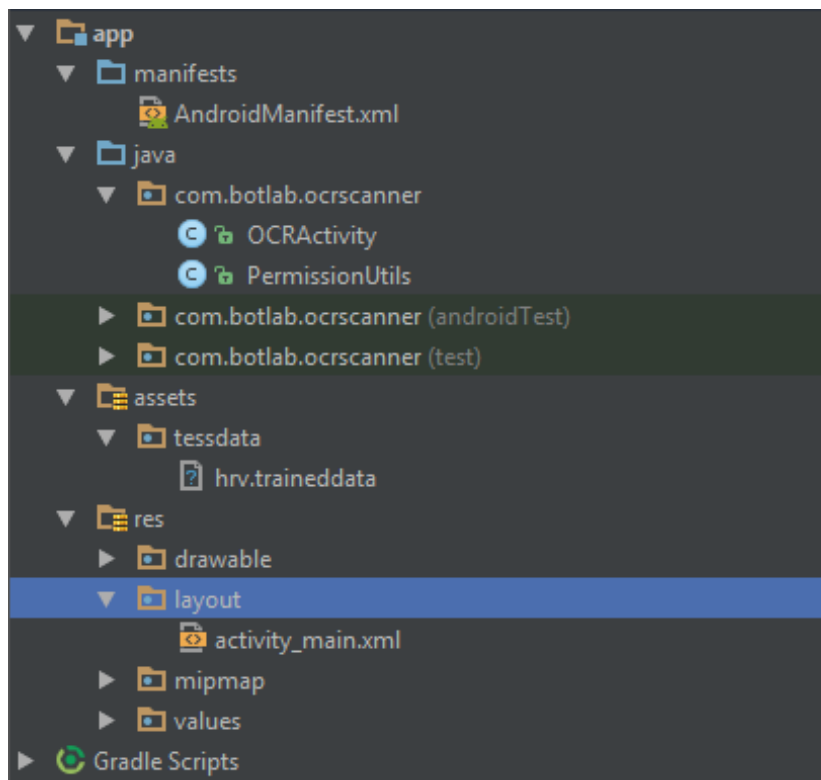 app
manifests
AndroidManifest.xml
java
com.botlab.ocrscanner
OCRActivity
PermissionUtils
com.botlab.ocrscanner (androidTest)
com.botlab.ocrscanner (test)
assets
tessdata
hrv.traineddata
res
drawable
layout
activity_main.xml
mipmap
values
Gradle Scripts